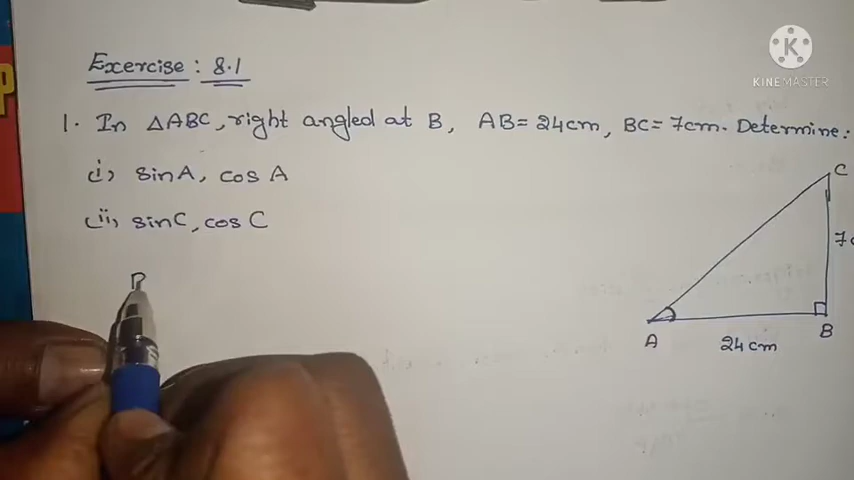 KINEMASTER
Exercise : 8.1
1. In △ABC, right angled at B, AB = 24cm, BC = 7cm. Determine:
(i) sinA, cos A
(ii) sinC, cos C
C
7
A
24 cm
B
P